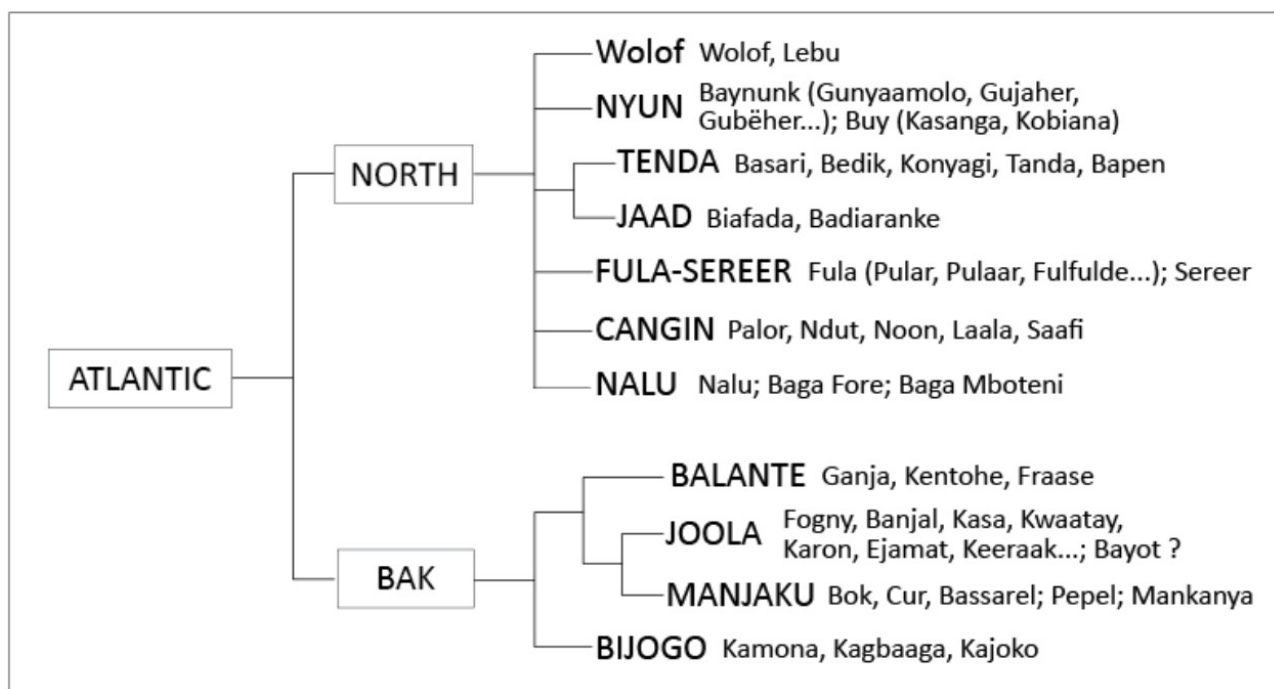 Wolof Wolof, Lebu
NYUN Baynunk (Gunyaamolo, Gujaher,
Gubëher...); Buy (Kasanga, Kobiana)
NORTH
TENDA Basari, Bedik, Konyagi, Tanda, Bapen
JAAD Biafada, Badiaranke
FULA-SEREER Fula (Pular, Pulaar, Fulfulde...); Sereer
CANGIN Palor, Ndut, Noon, Laala, Saafi
ATLANTIC
NALU Nalu; Baga Fore; Baga Mboteni
BALANTE Ganja, Kentohe, Fraase
JOOLA Fogny, Banjal, Kasa, Kwaatay,
Karon, Ejamat, Keeraak...; Bayot ?
BAK
MANJAKU Bok, Cur, Bassarel; Pepel; Mankanya
BIJOGO Kamona, Kagbaaga, Kajoko